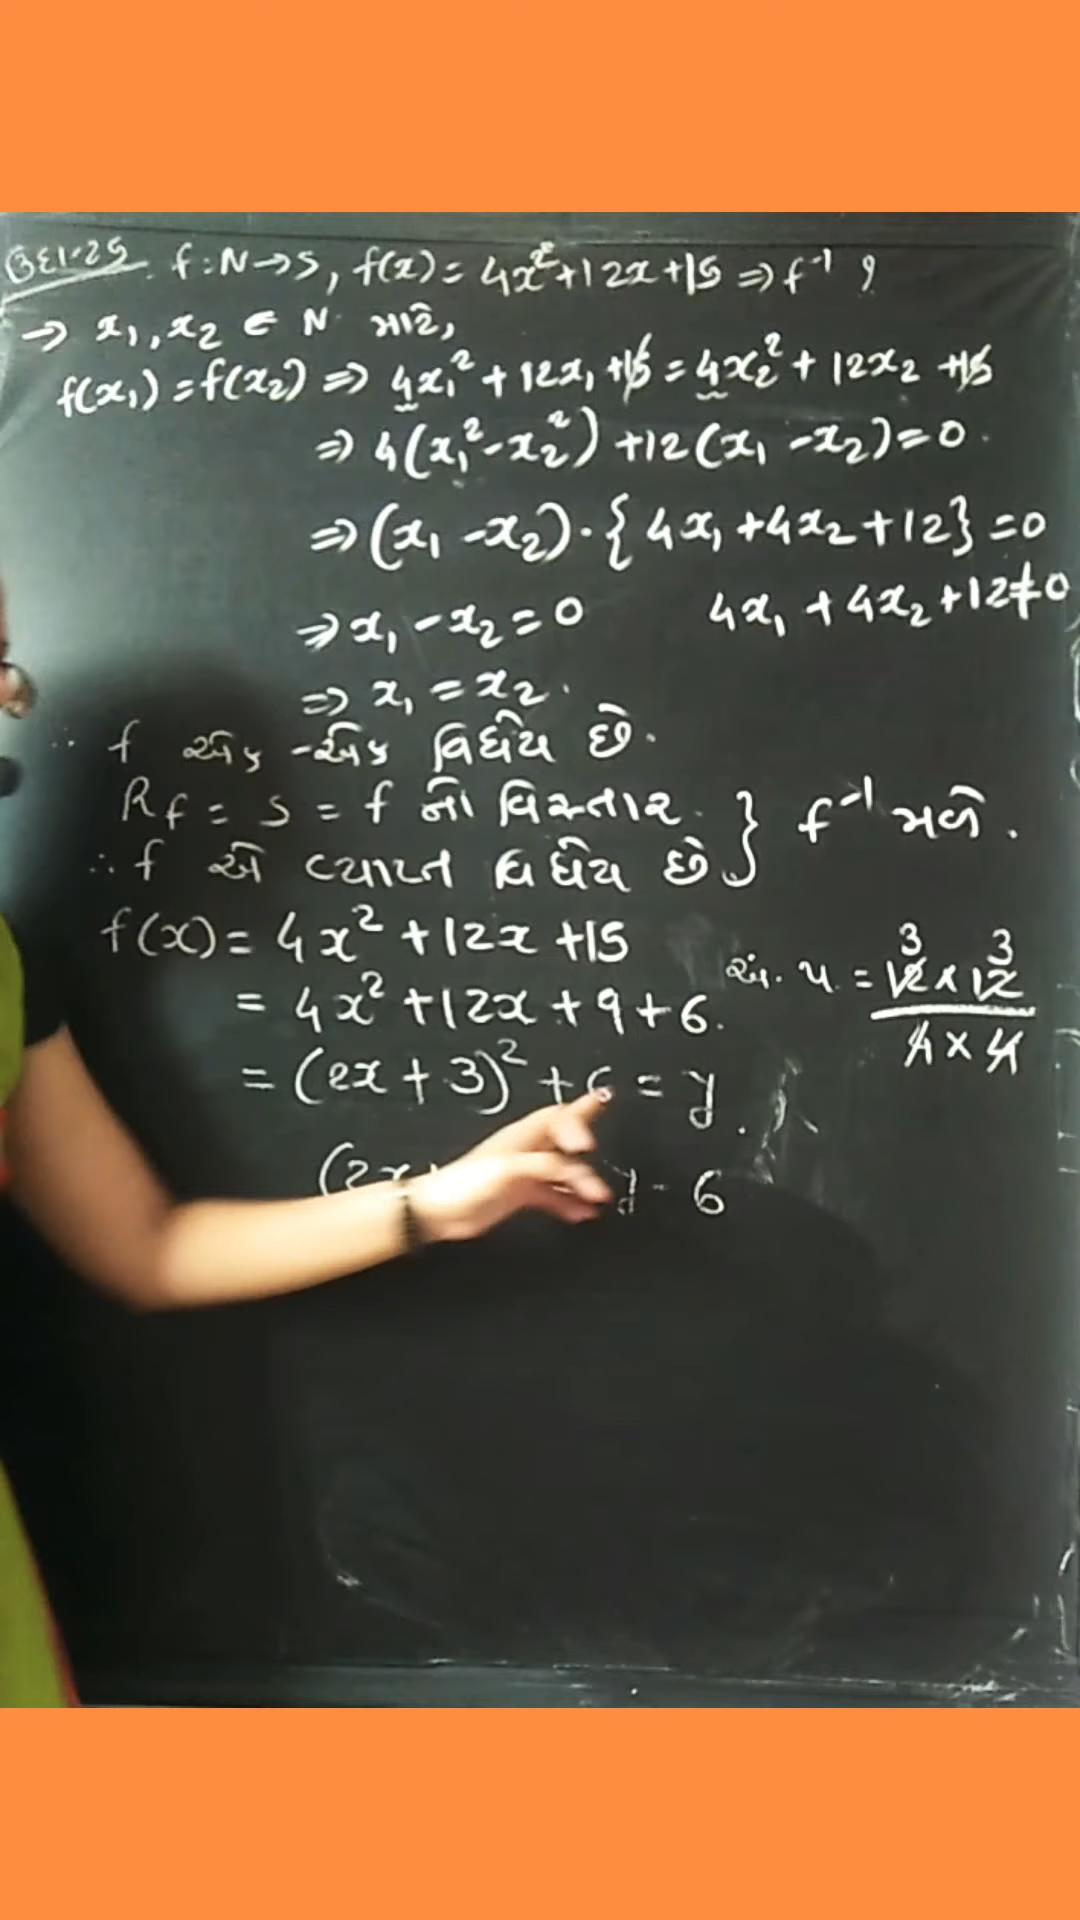 ઉદા-25. f : N → S, f(x) = 4x² + 12x + 15 ⇒ f⁻¹ ?
→ x₁, x₂ ∈ N માટે,
f(x₁) = f(x₂) ⇒ 4x₁² + 12x₁ + 15 = 4x₂² + 12x₂ + 15
⇒ 4(x₁² - x₂²) + 12(x₁ - x₂) = 0.
⇒ (x₁ - x₂) · {4x₁ + 4x₂ + 12} = 0
⇒ x₁ - x₂ = 0 4x₁ + 4x₂ + 12 ≠ 0
⇒ x₁ = x₂.
∴ f એક-એક વિધેય છે.
Rf = S = f નો વિસ્તાર. } f⁻¹ મળે.
∴ f એ વ્યાપ્ત વિધેય છે
f(x) = 4x² + 12x + 15
= 4x² + 12x + 9 + 6. અં. પ = 12 × 12 / 4 × 4
3 3
= (2x + 3)² + 6 = y.
(2x y - 6